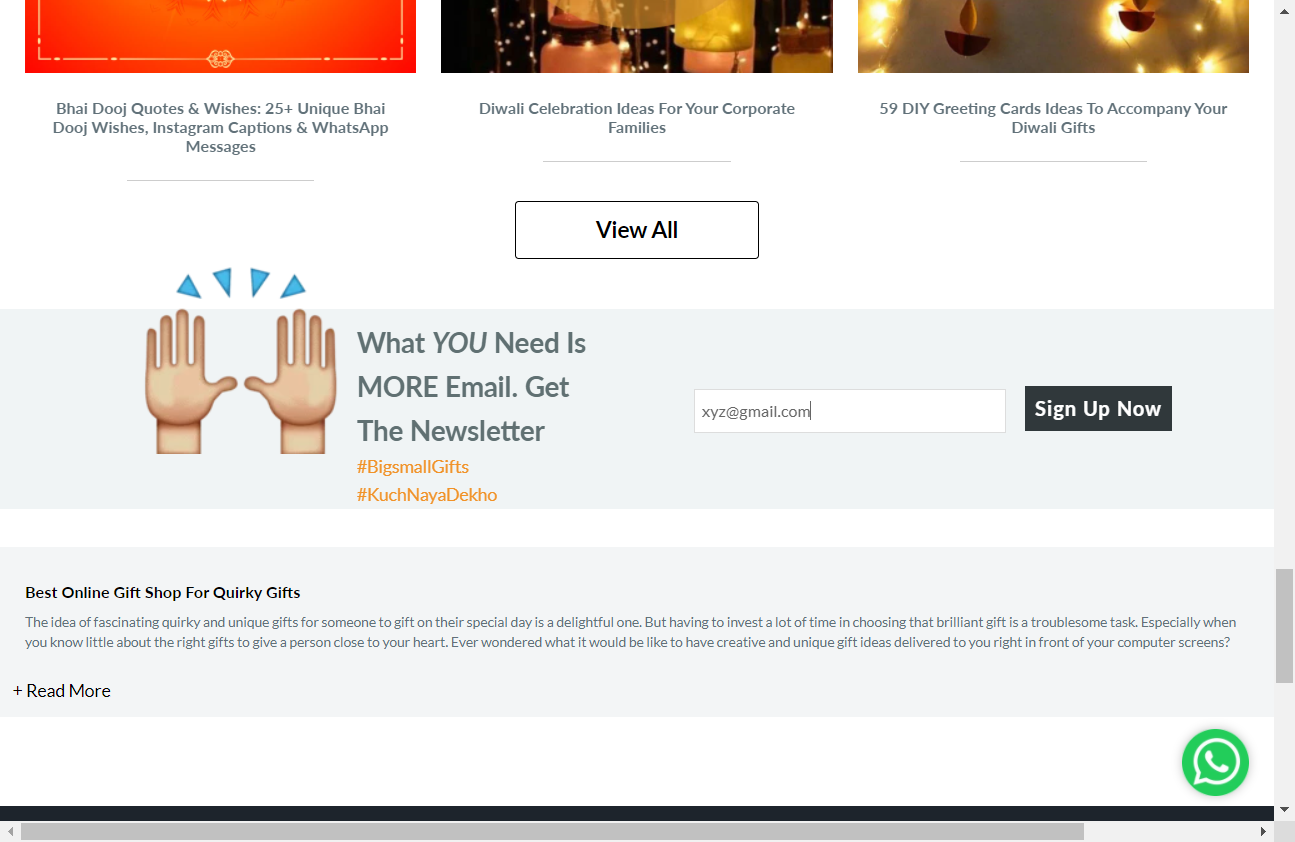 Bhai Dooj Quotes & Wishes: 25+ Unique Bhai
Dooj Wishes, Instagram Captions & WhatsApp
Messages
Diwali Celebration Ideas For Your Corporate
Families
59 DIY Greeting Cards Ideas To Accompany Your
Diwali Gifts
View All
What YOU Need Is
MORE Email. Get
The Newsletter
#BigsmallGifts
#KuchNayaDekho
xyz@gmail.com
Sign Up Now
Best Online Gift Shop For Quirky Gifts
The idea of fascinating quirky and unique gifts for someone to gift on their special day is a delightful one. But having to invest a lot of time in choosing that brilliant gift is a troublesome task. Especially when
you know little about the right gifts to give a person close to your heart. Ever wondered what it would be like to have creative and unique gift ideas delivered to you right in front of your computer screens?
+ Read More